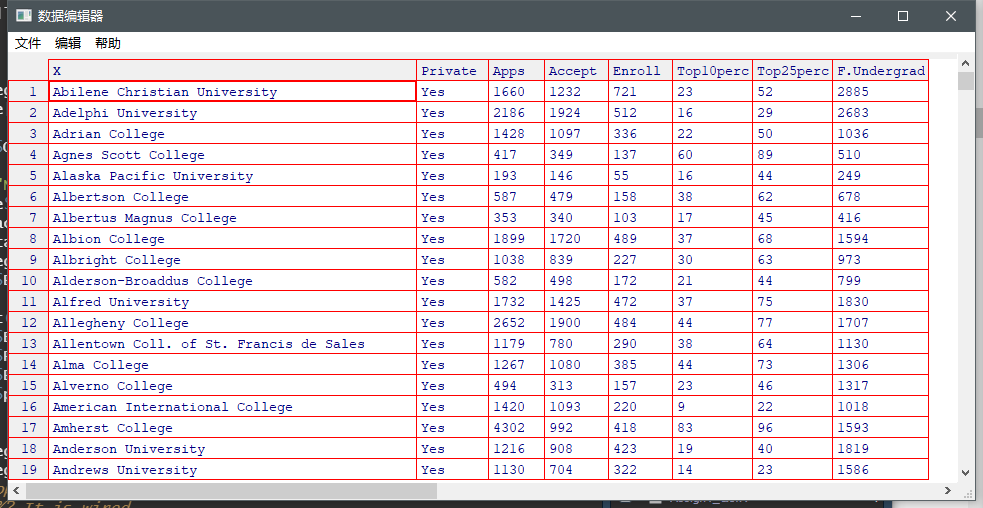 数据编辑器
文件 编辑 帮助
X Private Apps Accept Enroll Top10perc Top25perc F.Undergrad
1 Abilene Christian University Yes 1660 1232 721 23 52 2885
2 Adelphi University Yes 2186 1924 512 16 29 2683
3 Adrian College Yes 1428 1097 336 22 50 1036
4 Agnes Scott College Yes 417 349 137 60 89 510
5 Alaska Pacific University Yes 193 146 55 16 44 249
6 Albertson College Yes 587 479 158 38 62 678
7 Albertus Magnus College Yes 353 340 103 17 45 416
8 Albion College Yes 1899 1720 489 37 68 1594
9 Albright College Yes 1038 839 227 30 63 973
10 Alderson-Broaddus College Yes 582 498 172 21 44 799
11 Alfred University Yes 1732 1425 472 37 75 1830
12 Allegheny College Yes 2652 1900 484 44 77 1707
13 Allentown Coll. of St. Francis de Sales Yes 1179 780 290 38 64 1130
14 Alma College Yes 1267 1080 385 44 73 1306
15 Alverno College Yes 494 313 157 23 46 1317
16 American International College Yes 1420 1093 220 9 22 1018
17 Amherst College Yes 4302 992 418 83 96 1593
18 Anderson University Yes 1216 908 423 19 40 1819
19 Andrews University Yes 1130 704 322 14 23 1586